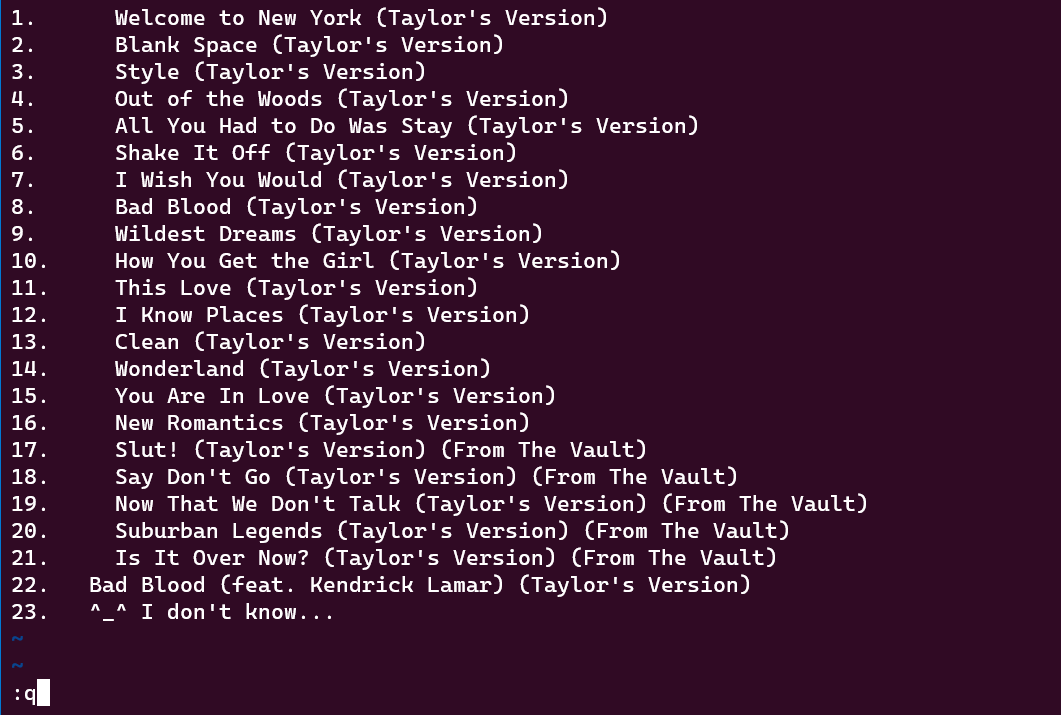 1.      Welcome to New York (Taylor's Version)
2.      Blank Space (Taylor's Version)
3.      Style (Taylor's Version)
4.      Out of the Woods (Taylor's Version)
5.      All You Had to Do Was Stay (Taylor's Version)
6.      Shake It Off (Taylor's Version)
7.      I Wish You Would (Taylor's Version)
8.      Bad Blood (Taylor's Version)
9.      Wildest Dreams (Taylor's Version)
10.     How You Get the Girl (Taylor's Version)
11.     This Love (Taylor's Version)
12.     I Know Places (Taylor's Version)
13.     Clean (Taylor's Version)
14.     Wonderland (Taylor's Version)
15.     You Are In Love (Taylor's Version)
16.     New Romantics (Taylor's Version)
17.     Slut! (Taylor's Version) (From The Vault)
18.     Say Don't Go (Taylor's Version) (From The Vault)
19.     Now That We Don't Talk (Taylor's Version) (From The Vault)
20.     Suburban Legends (Taylor's Version) (From The Vault)
21.     Is It Over Now? (Taylor's Version) (From The Vault)
22.   Bad Blood (feat. Kendrick Lamar) (Taylor's Version)
23.   ^_^ I don't know...
~
~
:q